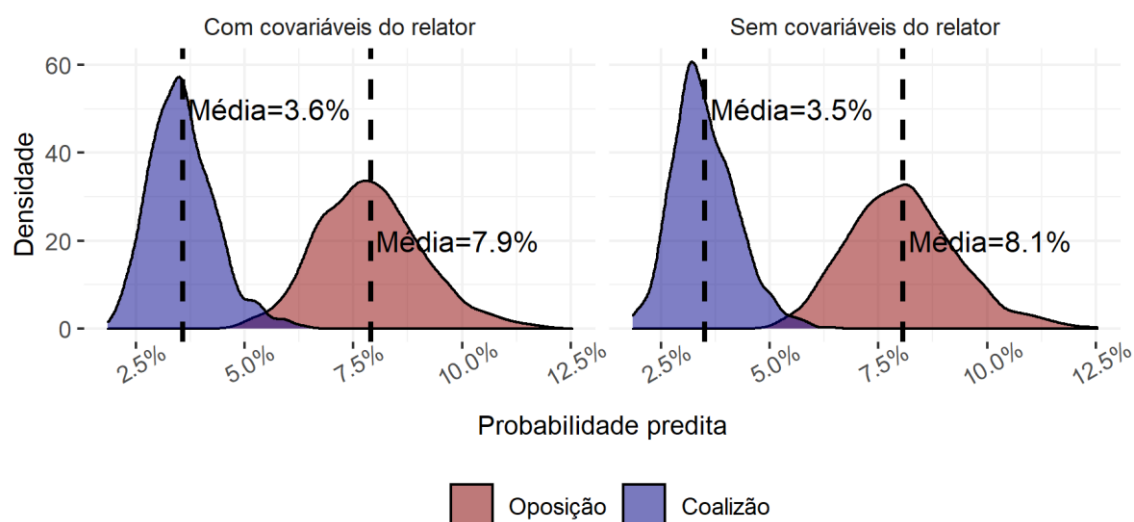 Com covariáveis do relator
Sem covariáveis do relator
Densidade
60
40
20
0
Média=3.6%
Média=7.9%
Média=3.5%
Média=8.1%
2.5% 5.0% 7.5% 10.0% 12.5%
2.5% 5.0% 7.5% 10.0% 12.5%
Probabilidade predita
Oposição Coalizão